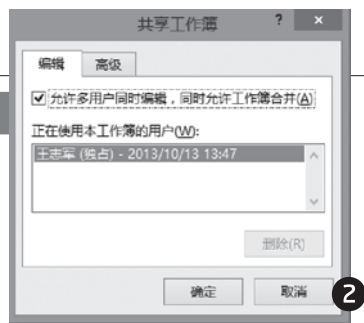 共享工作簿 ? ×
编辑 高级
允许多用户同时编辑，同时允许工作簿合并(A)
正在使用本工作簿的用户(W):
王志军 (独占) - 2013/10/13 13:47
删除(R)
确定 取消 2